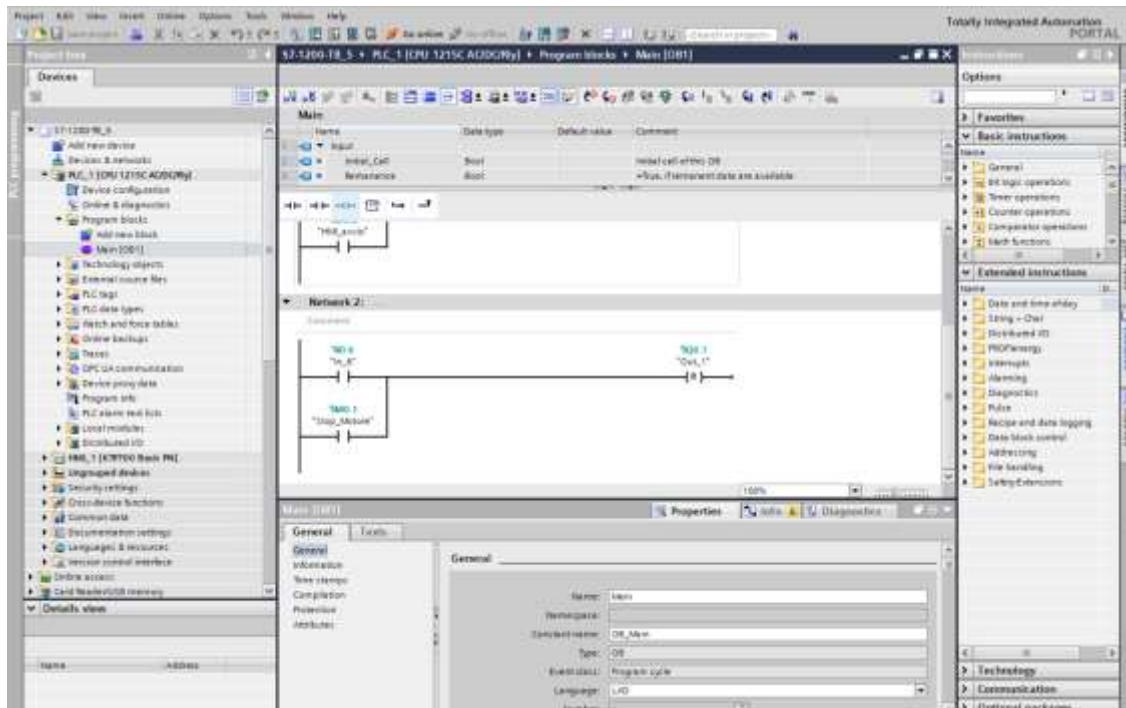 Project Edit View Insert Online Options Tools Window Help
Totally Integrated Automation
PORTAL
S7-1200-TB_5 PLC_1 [CPU 1215C AC/DC/Rly] Program blocks Main [OB1]
Devices
Options
Main
Name Data type Default value Comment
Input
Initial_Call Bool Initial call of this OB
Remanence Bool =True, if remanent data are available
Add new device
Devices & networks
PLC_1 [CPU 1215C AC/DC/Rly]
Device configuration
Online & diagnostics
Program blocks
Add new block
Main [OB1]
Technology objects
External source files
PLC tags
PLC data types
Watch and force tables
Online backups
Traces
OPC UA communication
Device proxy data
Program info
PLC alarm text lists
Local modules
Distributed I/O
HMI_1 [KTP700 Basic PN]
Ungrouped devices
Security settings
Cross-device functions
Common data
Documentation settings
Languages & resources
Version control interface
Online access
Card Reader/USB memory
Details view
Name Address
Network 2:
Comment
"In_6"
"Out_1"
100%
Properties Info Diagnostics
General Texts
General
Information
Time stamps
Compilation
Protection
Attributes
General
Name: Main
Namespace:
Constant name: OB_Main
Type: OB
Event class: Program cycle
Language: LAD
Favorites
Basic instructions
Name
General
Bit logic operations
Timer operations
Counter operations
Comparator operations
Math functions
Extended instructions
Name
Date and time of day
String + Char
Distributed I/O
PROFIenergy
Interrupts
Alarming
Diagnostics
Pulse
Recipe and data logging
Data block control
Addressing
File handling
Technology
Communication
Optional packages